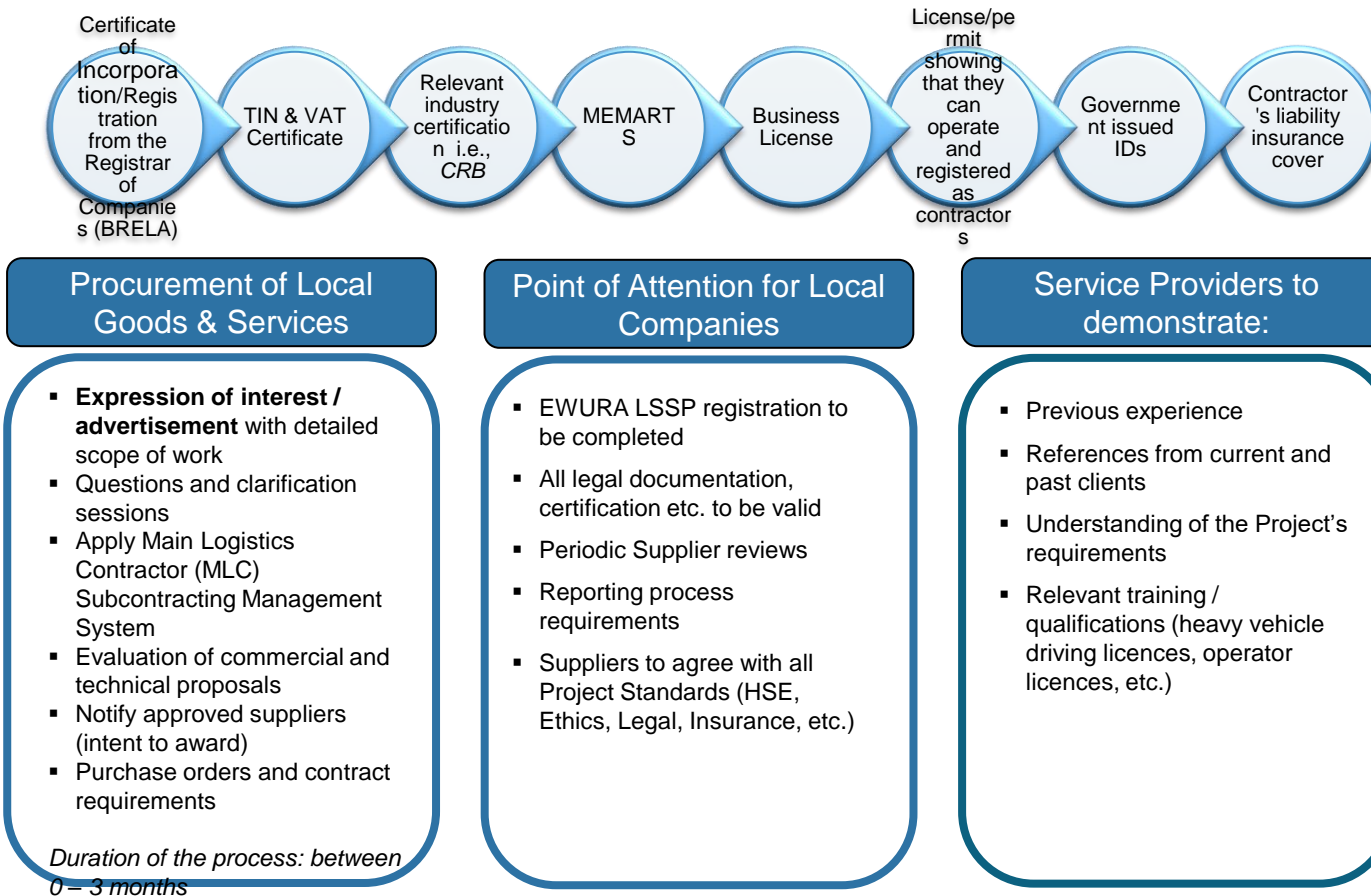 Certificate
of
Incorpora
tion/Regis
tration
from the
Registrar
of
Companie
s (BRELA)
TIN & VAT
Certificate
Relevant
industry
certificatio
n i.e.,
CRB
MEMART
S
Business
License
License/pe
rmit
showing
that they
can
operate
and
registered
as
contractor
s
Governme
nt issued
IDs
Contractor
's liability
insurance
cover
Procurement of Local
Goods & Services
▪ Expression of interest /
advertisement with detailed
scope of work
▪ Questions and clarification
sessions
▪ Apply Main Logistics
Contractor (MLC)
Subcontracting Management
System
▪ Evaluation of commercial and
technical proposals
▪ Notify approved suppliers
(intent to award)
▪ Purchase orders and contract
requirements
Duration of the process: between
0 – 3 months
Point of Attention for Local
Companies
▪ EWURA LSSP registration to
be completed
▪ All legal documentation,
certification etc. to be valid
▪ Periodic Supplier reviews
▪ Reporting process
requirements
▪ Suppliers to agree with all
Project Standards (HSE,
Ethics, Legal, Insurance, etc.)
Service Providers to
demonstrate:
▪ Previous experience
▪ References from current and
past clients
▪ Understanding of the Project’s
requirements
▪ Relevant training /
qualifications (heavy vehicle
driving licences, operator
licences, etc.)